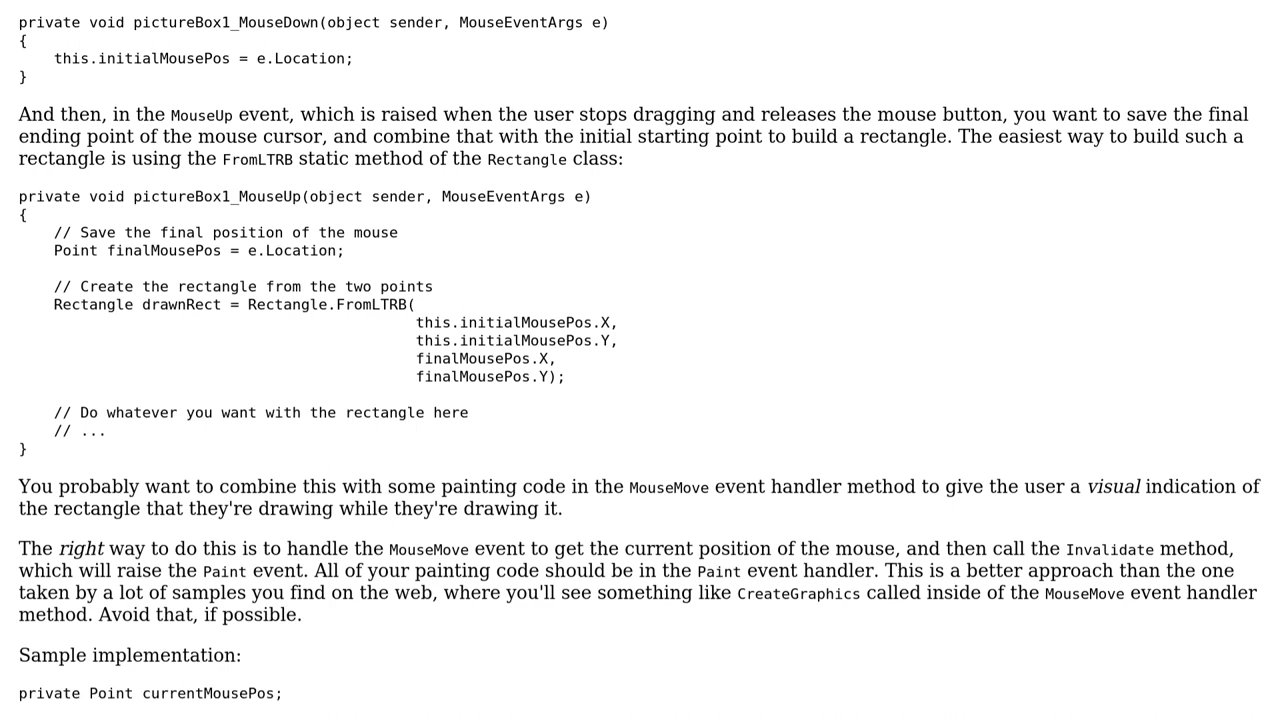 private void pictureBox1_MouseDown(object sender, MouseEventArgs e)
{
    this.initialMousePos = e.Location;
}
And then, in the MouseUp event, which is raised when the user stops dragging and releases the mouse button, you want to save the final
ending point of the mouse cursor, and combine that with the initial starting point to build a rectangle. The easiest way to build such a
rectangle is using the FromLTRB static method of the Rectangle class:
private void pictureBox1_MouseUp(object sender, MouseEventArgs e)
{
    // Save the final position of the mouse
    Point finalMousePos = e.Location;
    // Create the rectangle from the two points
    Rectangle drawnRect = Rectangle.FromLTRB(
                                             this.initialMousePos.X,
                                             this.initialMousePos.Y,
                                             finalMousePos.X,
                                             finalMousePos.Y);
    // Do whatever you want with the rectangle here
    // ...
}
You probably want to combine this with some painting code in the MouseMove event handler method to give the user a visual indication of
the rectangle that they're drawing while they're drawing it.
The right way to do this is to handle the MouseMove event to get the current position of the mouse, and then call the Invalidate method,
which will raise the Paint event. All of your painting code should be in the Paint event handler. This is a better approach than the one
taken by a lot of samples you find on the web, where you'll see something like CreateGraphics called inside of the MouseMove event handler
method. Avoid that, if possible.
Sample implementation:
private Point currentMousePos;